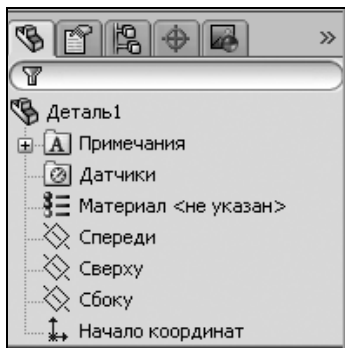 Деталь1
Примечания
Датчики
Материал <не указан>
Спереди
Сверху
Сбоку
Начало координат